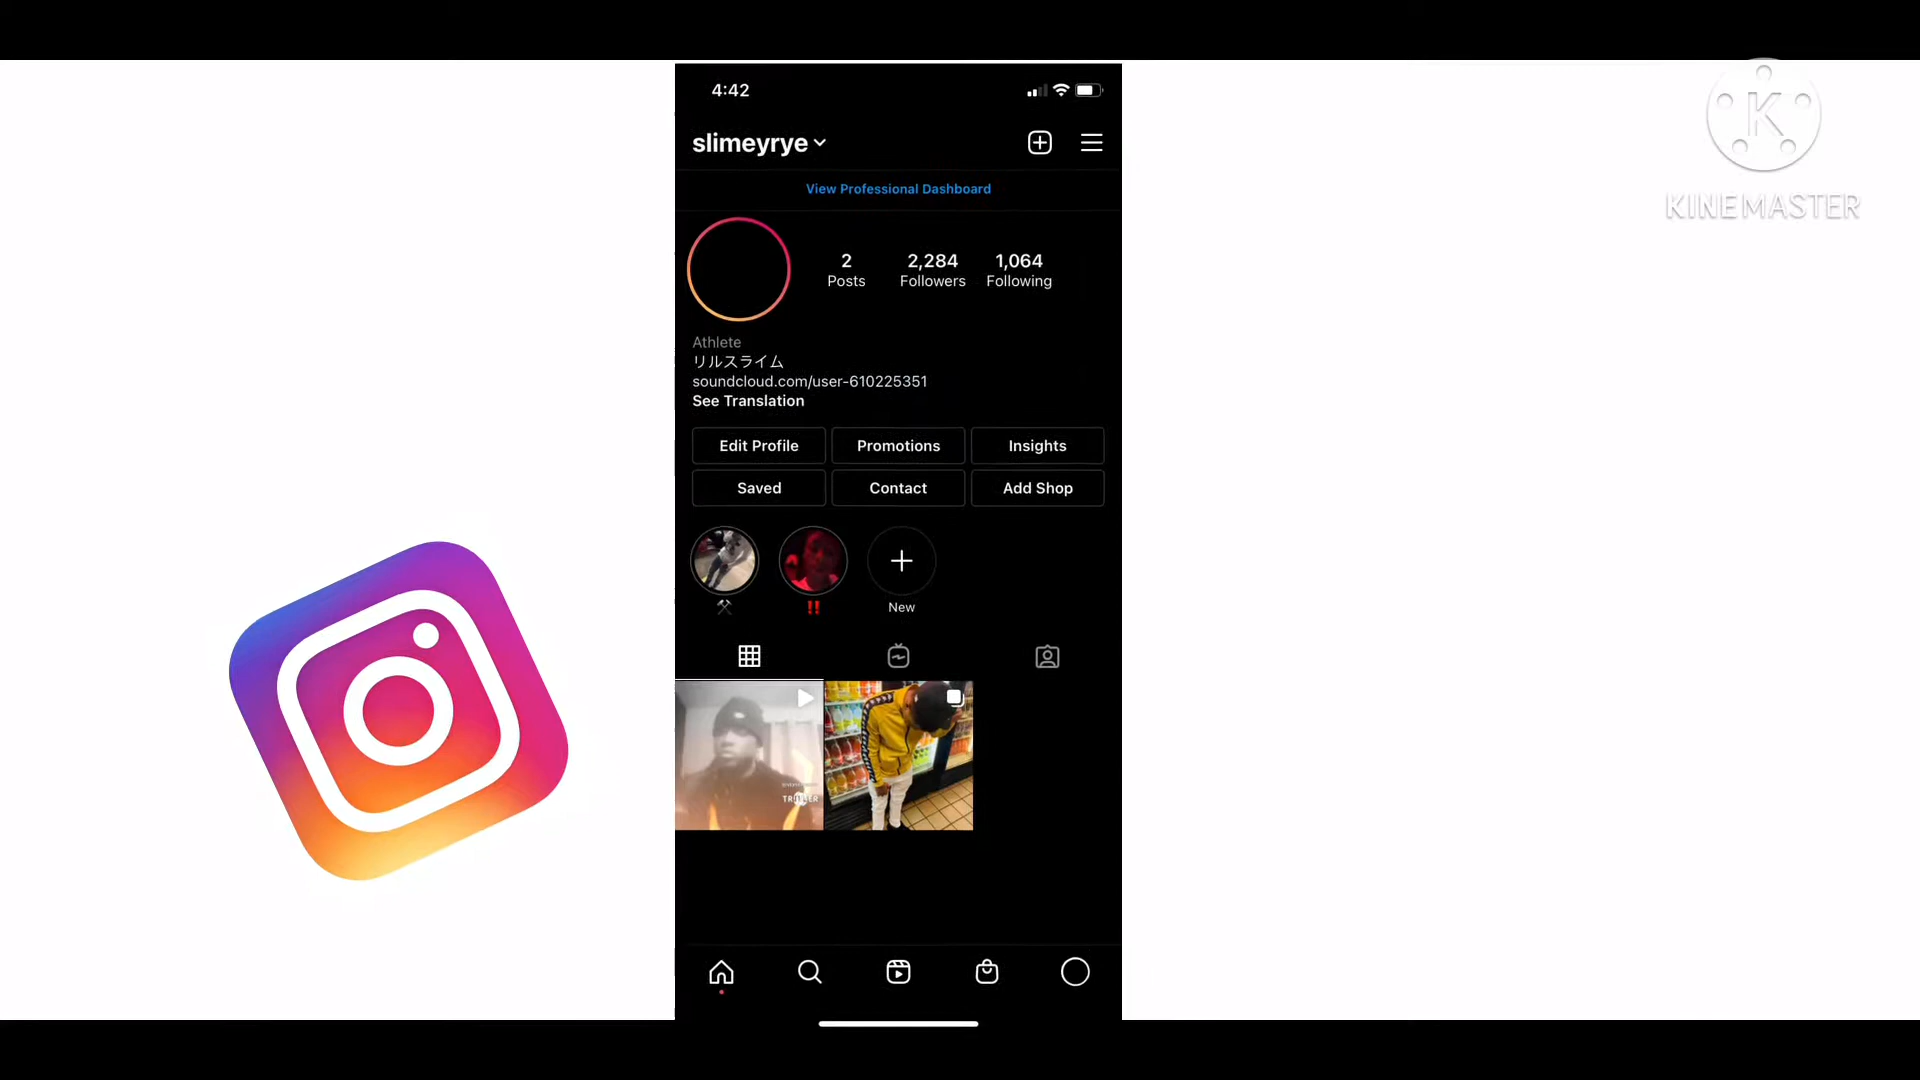 4:42
KINEMASTER
slimeyrye
View Professional Dashboard
2 2,284 1,064
Posts Followers Following
Athlete
リルスライム
soundcloud.com/user-610225351
See Translation
Edit Profile Promotions Insights
Saved Contact Add Shop
‼ New